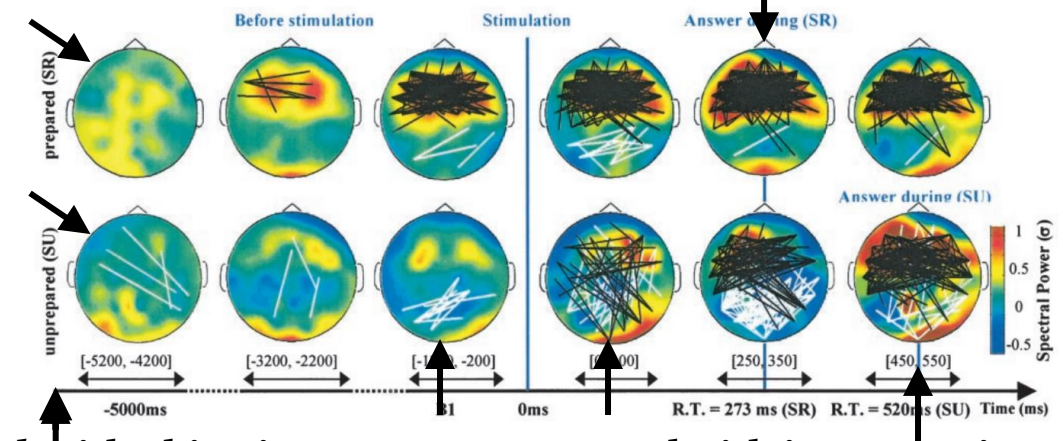 Before stimulation Stimulation Answer during (SR)
prepared (SR)
Answer during (SU)
unprepared (SU)
1
0.5
0
-0.5
Spectral Power (σ)
[-5200, -4200] [-3200, -2200] -200] [250, 350] [450, 550]
-5000ms 0ms R.T. = 273 ms (SR) R.T. = 520ms (SU) Time (ms)